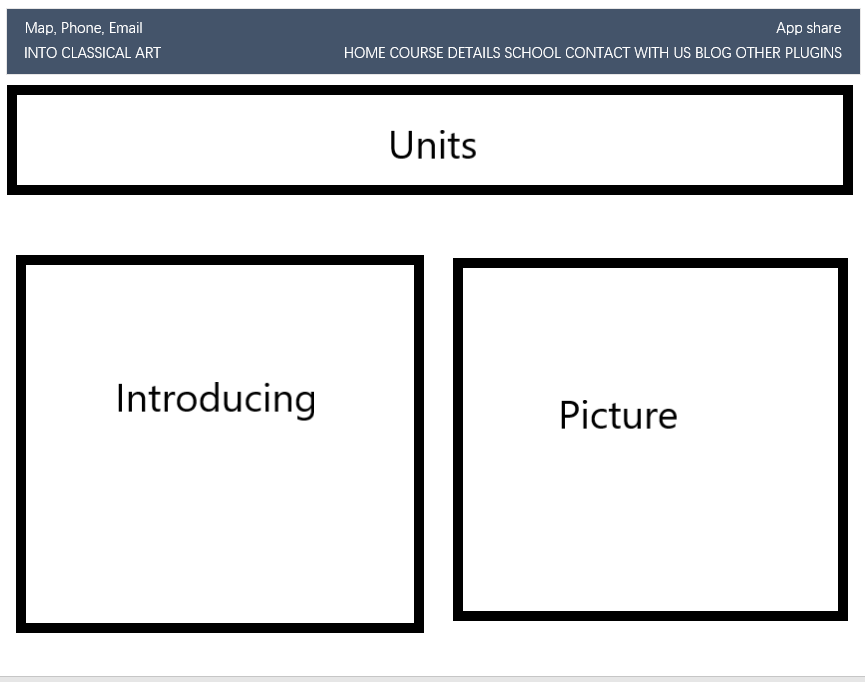 Map, Phone, Email
App share
INTO CLASSICAL ART
HOME COURSE DETAILS SCHOOL CONTACT WITH US BLOG OTHER PLUGINS
Units
Introducing
Picture